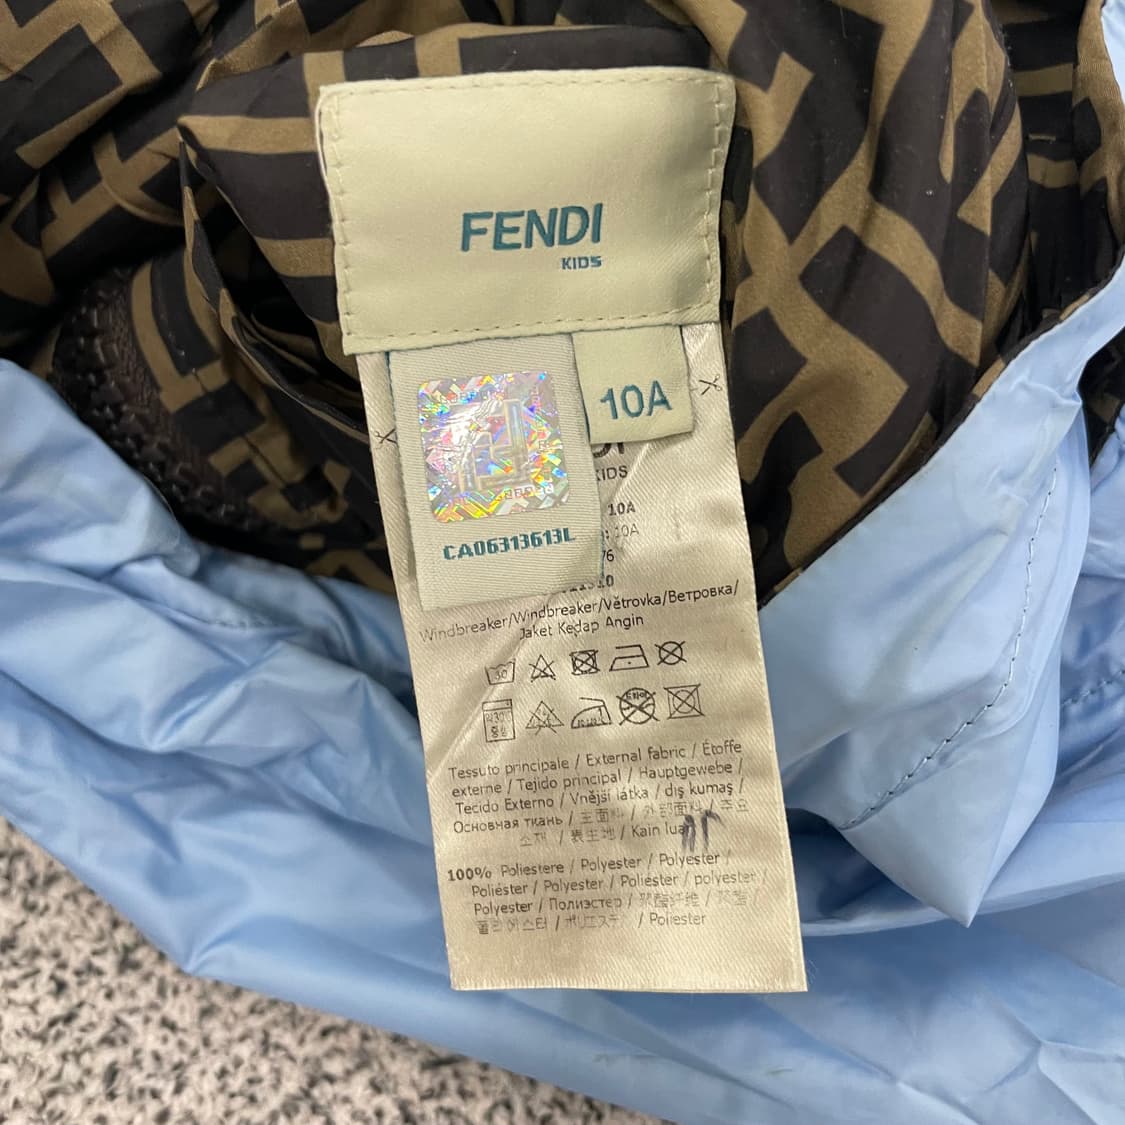 FENDI
KIDS
10A
CA06313613L
KIDS
10A
10A
Windbreaker/Windbreaker/Větrovka/Ветровка/
Jaket Kedap Angin
30
Tessuto principale / External fabric / Étoffe
externe / Tejido principal / Hauptgewebe /
Tecido Externo / Vnější látka / dış kumaş /
Основная ткань / 主面料 / 外部面料 / 주요
소재 / 表生地 / Kain luar
100% Poliestere / Polyester / Polyester /
Poliéster / Polyester / Poliéster / polyester /
Polyester / Полиэстер / 聚酯纤维 /
폴리에스터 / ポリエステル / Poliester